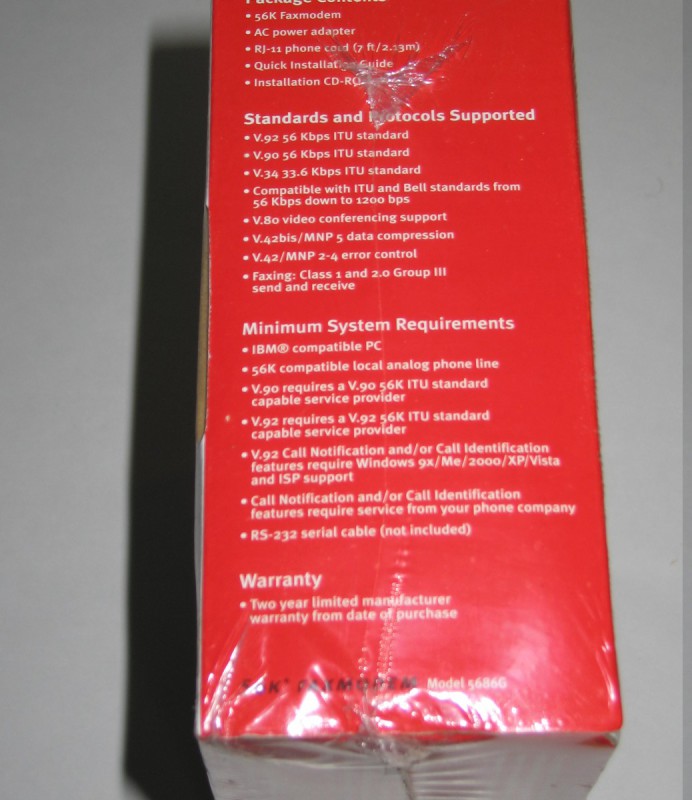 Package Contents
• 56K Faxmodem
• AC power adapter
• RJ-11 phone cord (7 ft/2.13m)
• Quick Installation Guide
• Installation CD-RO
Standards and Protocols Supported
• V.92 56 Kbps ITU standard
• V.90 56 Kbps ITU standard
• V.34 33.6 Kbps ITU standard
• Compatible with ITU and Bell standards from
56 Kbps down to 1200 bps
• V.80 video conferencing support
• V.42bis/MNP 5 data compression
• V.42/MNP 2-4 error control
• Faxing: Class 1 and 2.0 Group III
send and receive
Minimum System Requirements
• IBM® compatible PC
• 56K compatible local analog phone line
• V.90 requires a V.90 56K ITU standard
capable service provider
• V.92 requires a V.92 56K ITU standard
capable service provider
• V.92 Call Notification and/or Call Identification
features require Windows 9x/Me/2000/XP/Vista
and ISP support
• Call Notification and/or Call Identification
features require service from your phone company
• RS-232 serial cable (not included)
Warranty
• Two year limited manufacturer
warranty from date of purchase
56K* FAXMODEM Model 5686G